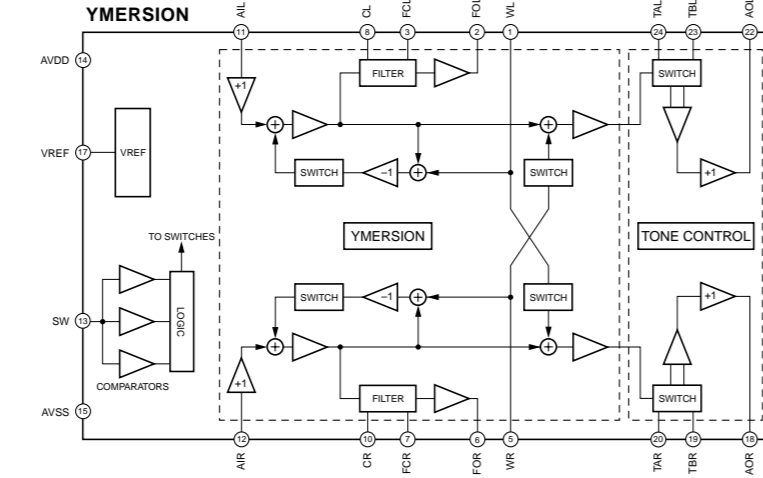 YMERSION
AIL
CL
FCL
FOL
WL
TAL
TBL
AOL
11
8
3
2
1
24
23
22
AVDD 14
FILTER
SWITCH
+1
VREF 17
VREF
SWITCH
–1
SWITCH
+1
TO SWITCHES
YMERSION
TONE CONTROL
SW 13
LOGIC
COMPARATORS
SWITCH
–1
SWITCH
+1
+1
FILTER
SWITCH
AVSS 15
12
10
7
6
5
20
19
18
AIR
CR
FCR
FOR
WR
TAR
TBR
AOR